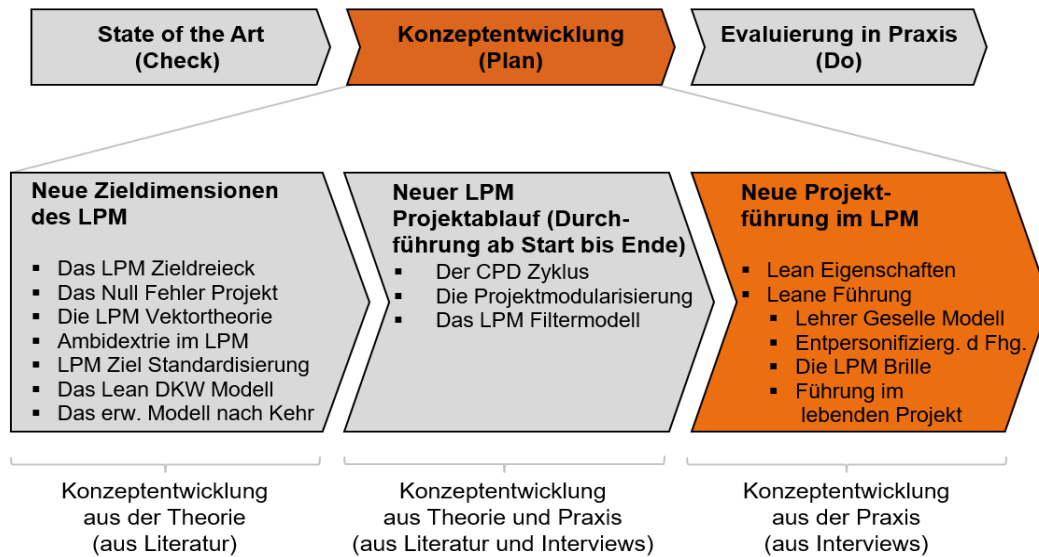 State of the Art
(Check)
Konzeptentwicklung
(Plan)
Evaluierung in Praxis
(Do)
Neue Zieldimensionen
des LPM
▪ Das LPM Zieldreieck
▪ Das Null Fehler Projekt
▪ Die LPM Vektortheorie
▪ Ambidextrie im LPM
▪ LPM Ziel Standardisierung
▪ Das Lean DKW Modell
▪ Das erw. Modell nach Kehr
Neuer LPM
Projektablauf (Durch-
führung ab Start bis Ende)
▪ Der CPD Zyklus
▪ Die Projektmodularisierung
▪ Das LPM Filtermodell
Neue Projekt-
führung im LPM
▪ Lean Eigenschaften
▪ Leane Führung
▪ Lehrer Geselle Modell
▪ Entpersonifizierg. d Fhg.
▪ Die LPM Brille
▪ Führung im
lebenden Projekt
Konzeptentwicklung
aus der Theorie
(aus Literatur)
Konzeptentwicklung
aus Theorie und Praxis
(aus Literatur und Interviews)
Konzeptentwicklung
aus der Praxis
(aus Interviews)